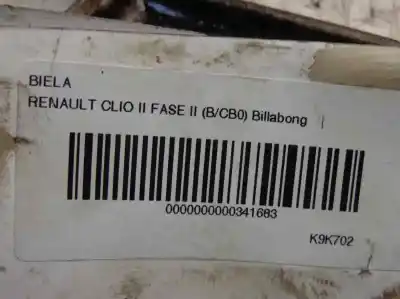 BIELA
RENAULT CLIO II FASE II (B/CB0) Billabong
0000000000341683
K9K702